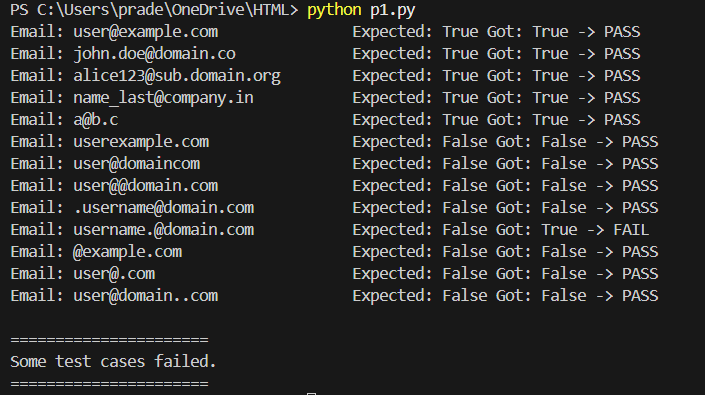 PS C:\Users\prade\OneDrive\HTML> python p1.py
Email: user@example.com Expected: True Got: True -> PASS
Email: john.doe@domain.co Expected: True Got: True -> PASS
Email: alice123@sub.domain.org Expected: True Got: True -> PASS
Email: name_last@company.in Expected: True Got: True -> PASS
Email: a@b.c Expected: True Got: True -> PASS
Email: userexample.com Expected: False Got: False -> PASS
Email: user@domaincom Expected: False Got: False -> PASS
Email: user@@domain.com Expected: False Got: False -> PASS
Email: .username@domain.com Expected: False Got: False -> PASS
Email: username.@domain.com Expected: False Got: True -> FAIL
Email: @example.com Expected: False Got: False -> PASS
Email: user@.com Expected: False Got: False -> PASS
Email: user@domain..com Expected: False Got: False -> PASS
======================
Some test cases failed.
======================